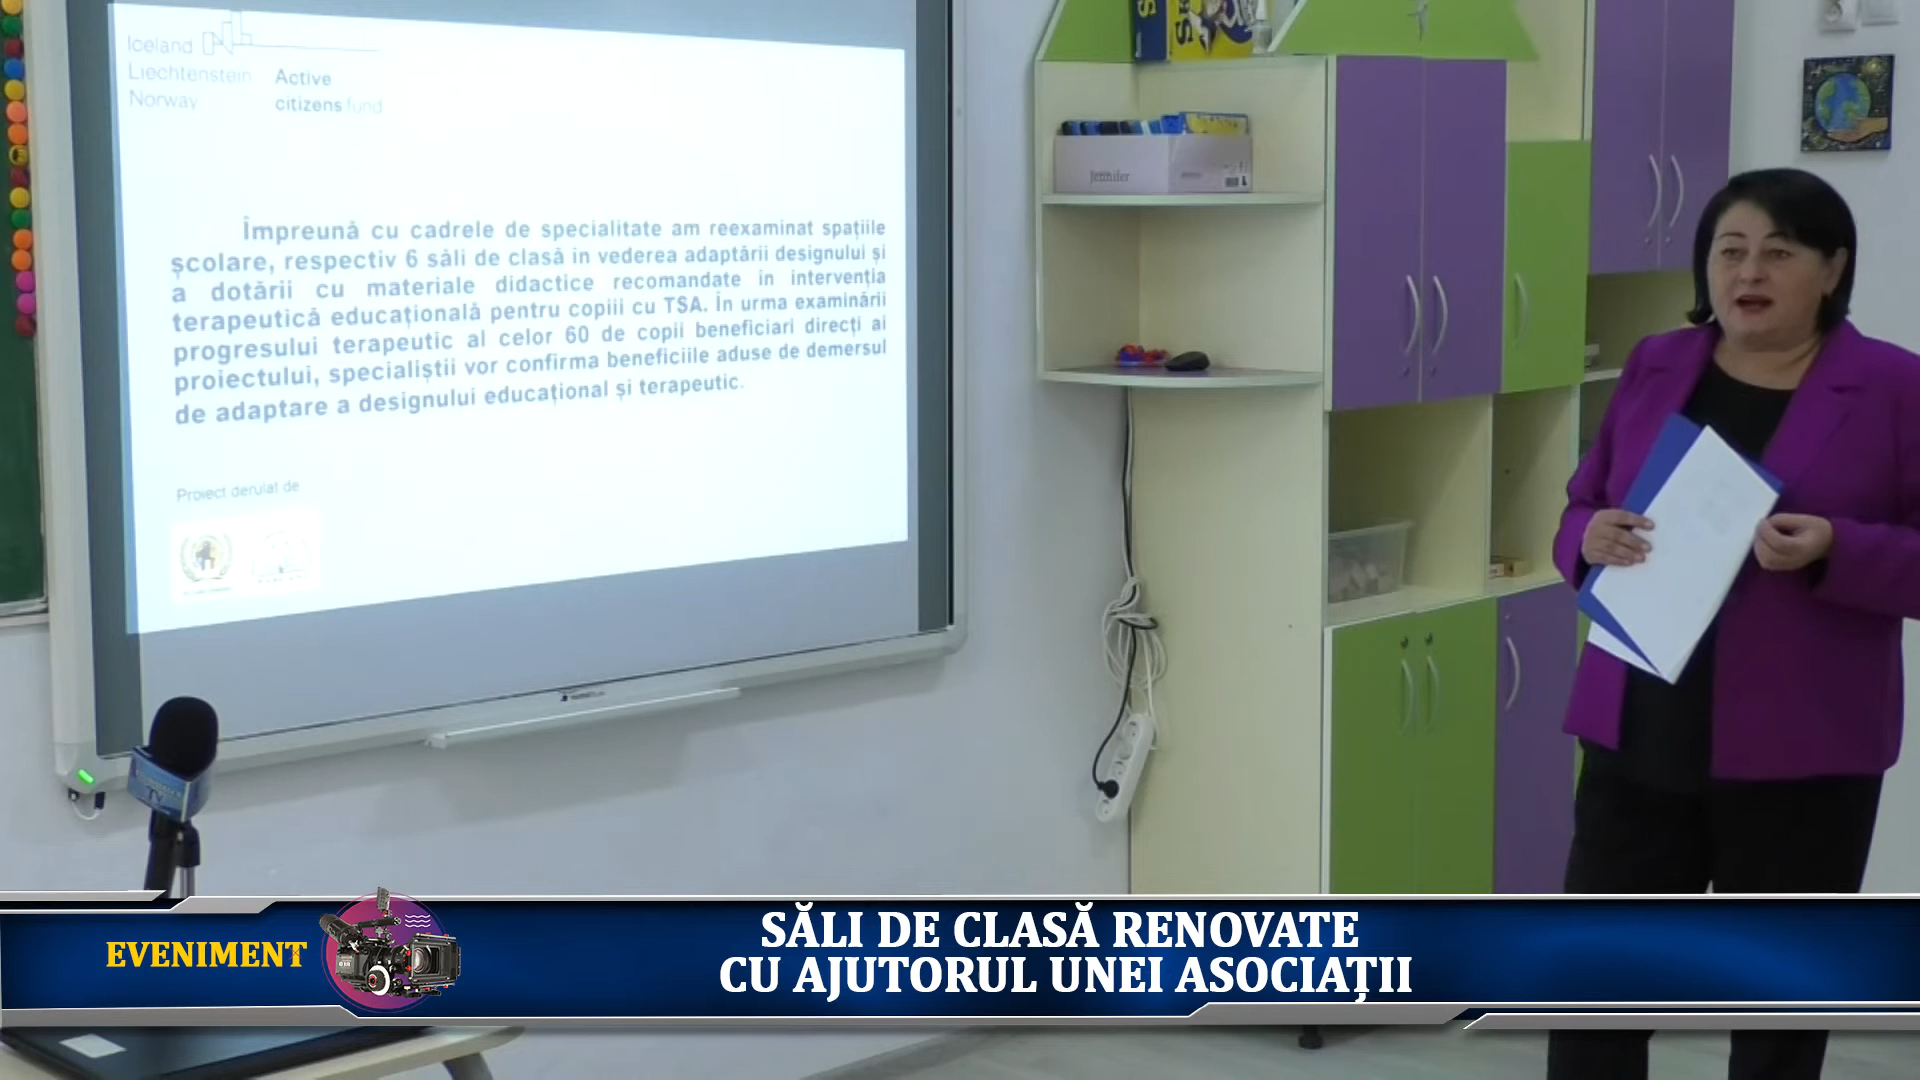 Iceland
Liechtenstein
Norway
Active
citizens fund
Împreună cu cadrele de specialitate am reexaminat spațiile
școlare, respectiv 6 săli de clasă în vederea adaptării designului și
a dotării cu materiale didactice recomandate în intervenția
terapeutică educațională pentru copiii cu TSA. În urma examinării
progresului terapeutic al celor 60 de copii beneficiari direcți ai
proiectului, specialiștii vor confirma beneficiile aduse de demersul
de adaptare a designului educațional și terapeutic.
Proiect derulat de
Jennifer
TV
EVENIMENT
SĂLI DE CLASĂ RENOVATE
CU AJUTORUL UNEI ASOCIAȚII